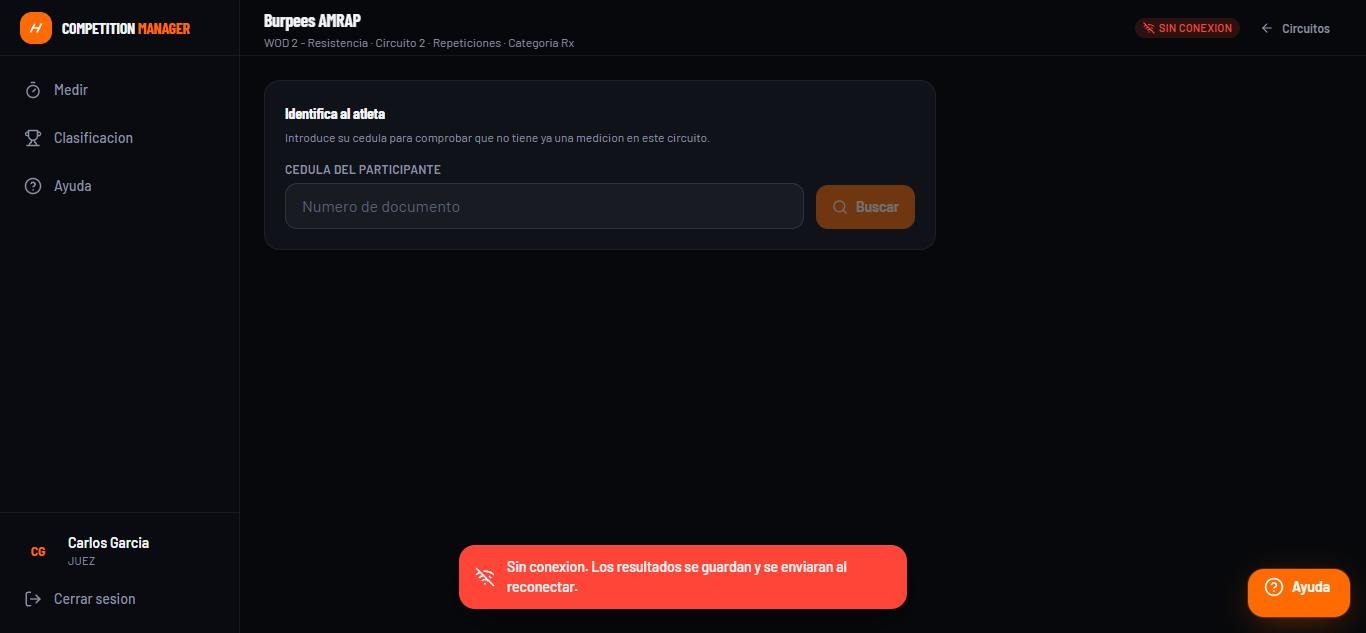 COMPETITION MANAGER
Medir
Clasificacion
Ayuda
Carlos Garcia
CG
JUEZ
Cerrar sesion
Burpees AMRAP
WOD 2 - Resistencia · Circuito 2 · Repeticiones · Categoria Rx
SIN CONEXION
Circuitos
Identifica al atleta
Introduce su cedula para comprobar que no tiene ya una medicion en este circuito.
CEDULA DEL PARTICIPANTE
Numero de documento
Buscar
Sin conexion. Los resultados se guardan y se enviaran al
reconectar.
Ayuda